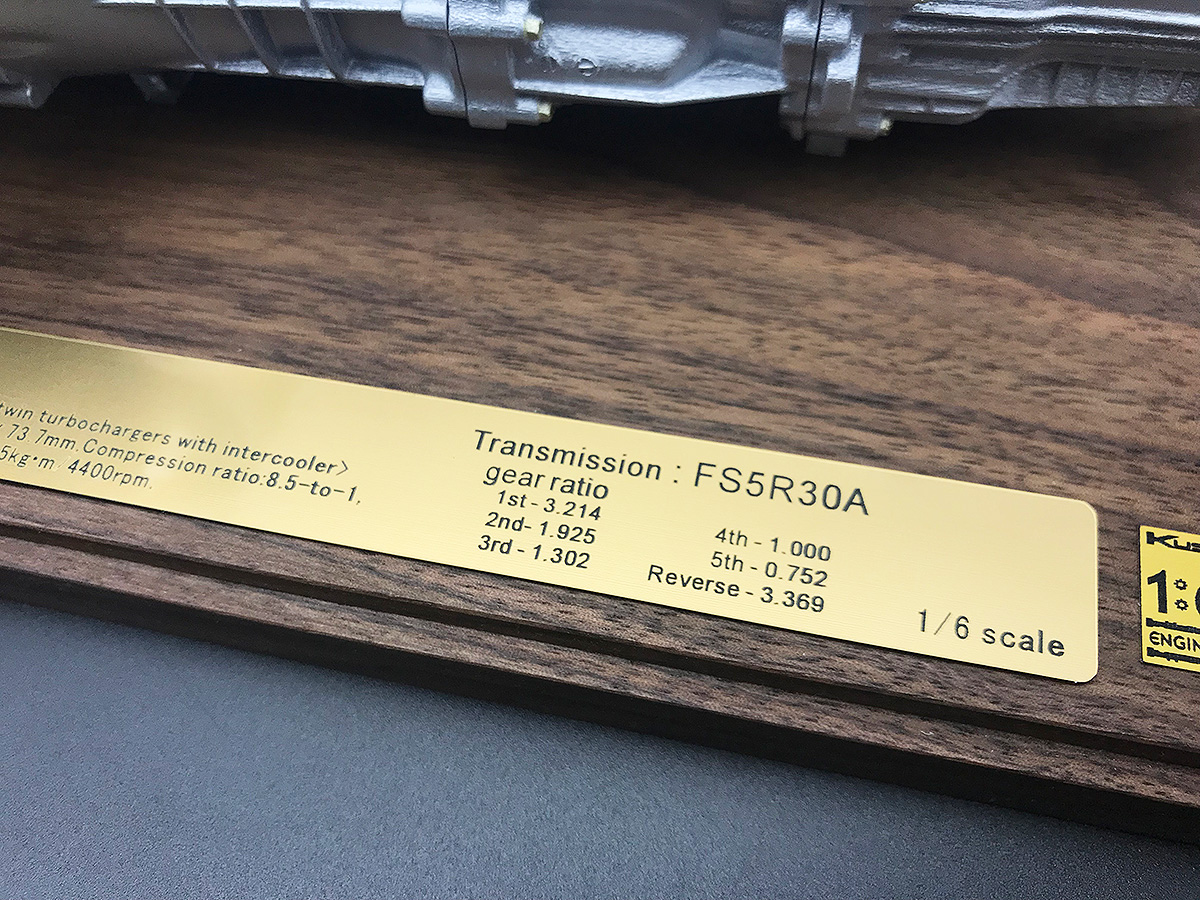 twin turbochargers with intercooler>
73.7mm.Compression ratio:8.5-to-1,
5kg·m/4400rpm.
Transmission : FS5R30A
gear ratio
1st - 3.214
2nd- 1.925
3rd - 1.302
4th - 1.000
5th - 0.752
Reverse - 3.369
1/6 scale